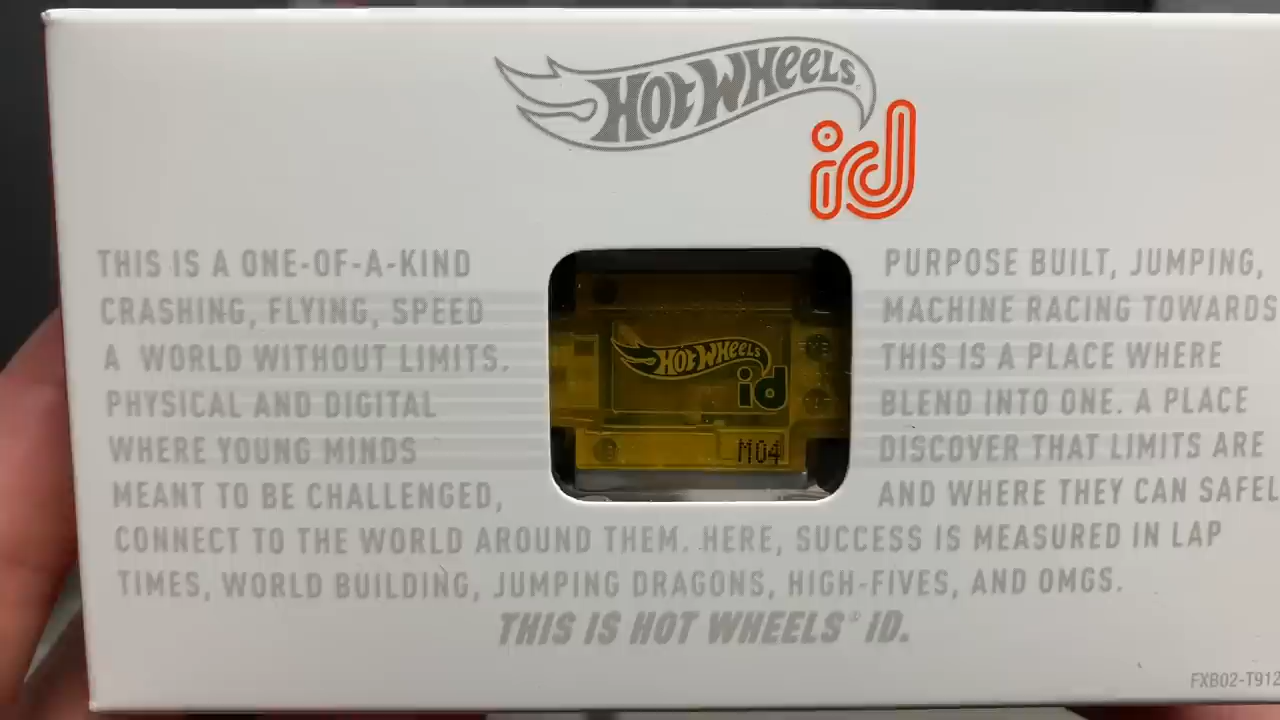 HOT WHEELS
id
THIS IS A ONE-OF-A-KIND PURPOSE BUILT, JUMPING,
CRASHING, FLYING, SPEED MACHINE RACING TOWARDS
A WORLD WITHOUT LIMITS. THIS IS A PLACE WHERE
PHYSICAL AND DIGITAL BLEND INTO ONE. A PLACE
WHERE YOUNG MINDS DISCOVER THAT LIMITS ARE
MEANT TO BE CHALLENGED, AND WHERE THEY CAN SAFEL
CONNECT TO THE WORLD AROUND THEM. HERE, SUCCESS IS MEASURED IN LAP
TIMES, WORLD BUILDING, JUMPING DRAGONS, HIGH-FIVES, AND OMGS.
THIS IS HOT WHEELS® iD.
HOT WHEELS
id
M04
FXB02-T912